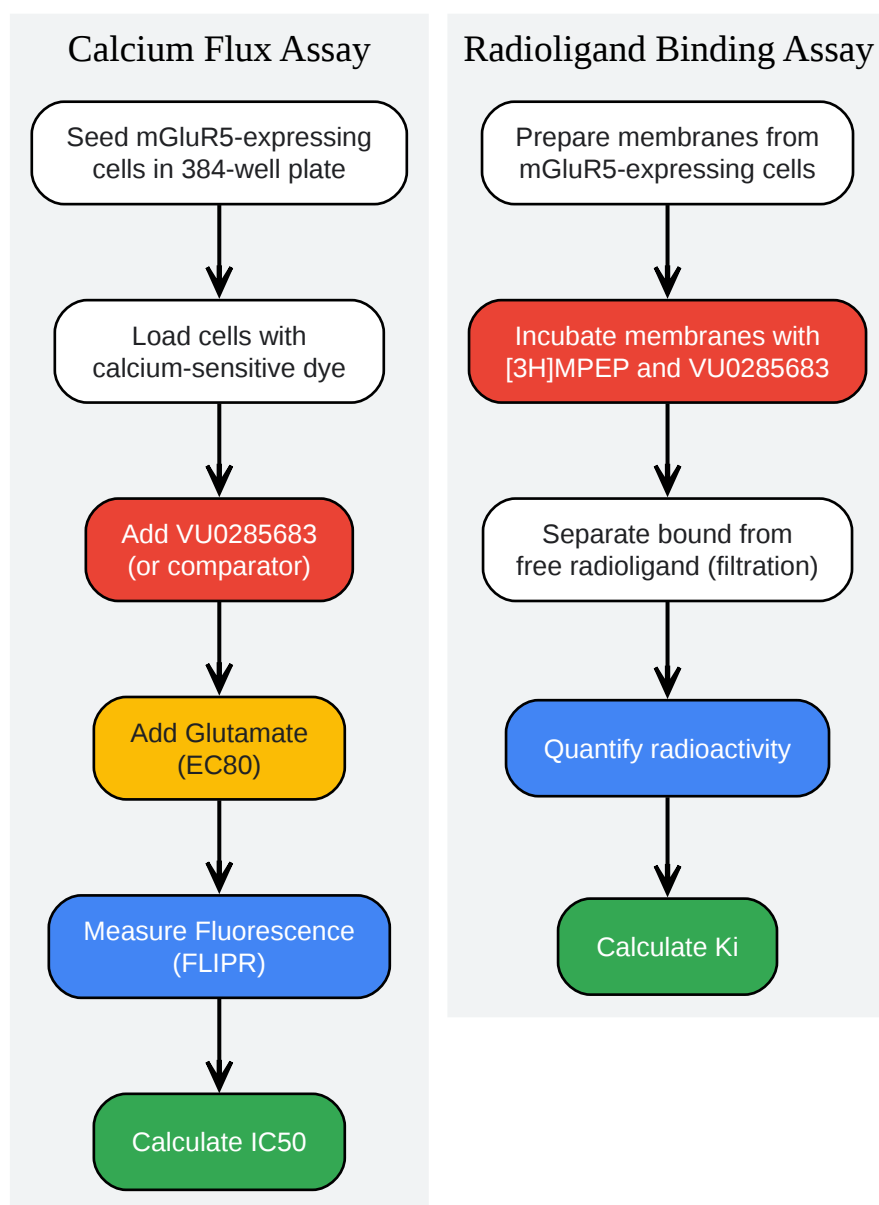 Calcium Flux Assay
Seed mGluR5-expressing
cells in 384-well plate
Load cells with
calcium-sensitive dye
Add VU0285683
(or comparator)
Add Glutamate
(EC80)
Measure Fluorescence
(FLIPR)
Calculate IC50
Radioligand Binding Assay
Prepare membranes from
mGluR5-expressing cells
Incubate membranes with
[3H]MPEP and VU0285683
Separate bound from
free radioligand (filtration)
Quantify radioactivity
Calculate Ki